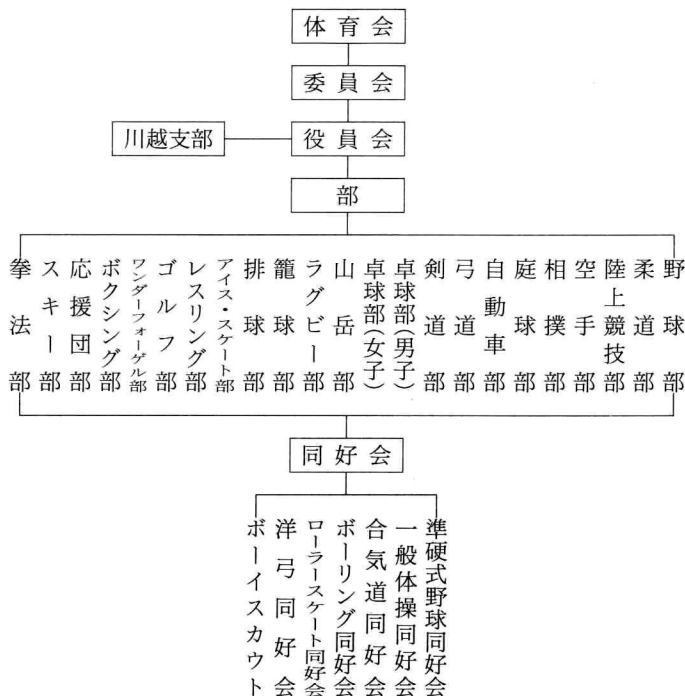 体育会
委員会
川越支部
役員会
部
野球部
柔道部
陸上競技部
空手部
相撲部
庭球部
自動車部
弓道部
剣道部
卓球部(男子)
卓球部(女子)
山岳部
ラグビー部
籠球部
排球部
アイス・スケート部
レスリング部
ゴルフ部
ワンダーフォーゲル部
ボクシング部
応援団部
スキー部
拳法部
同好会
準硬式野球同好会
一般体操同好会
合気道同好会
ボーリング同好会
ローラースケート同好会
洋弓同好会
ボーイスカウト